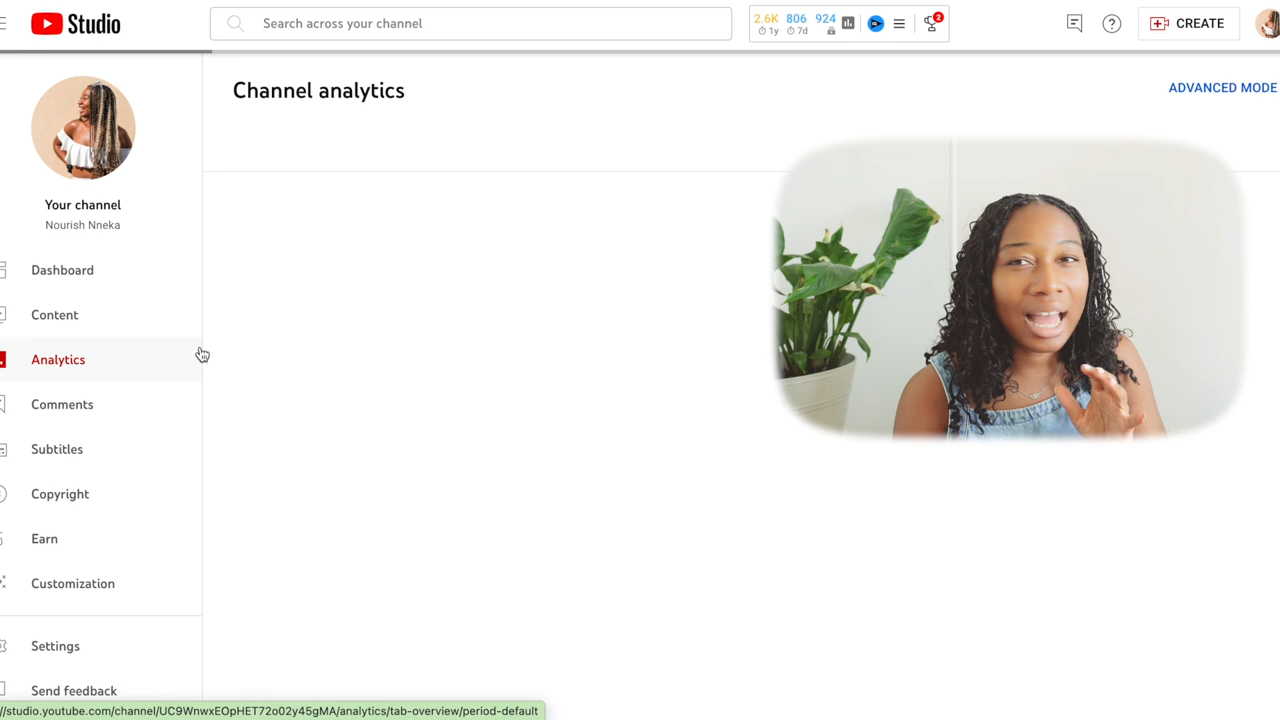 Studio
Search across your channel
2.6K 806 924
1y 7d
2
CREATE
Channel analytics
ADVANCED MODE
Your channel
Nourish Nneka
Dashboard
Content
Analytics
Comments
Subtitles
Copyright
Earn
Customization
Settings
Send feedback
//studio.youtube.com/channel/UC9WnwxEOpHET72o02y45gMA/analytics/tab-overview/period-default